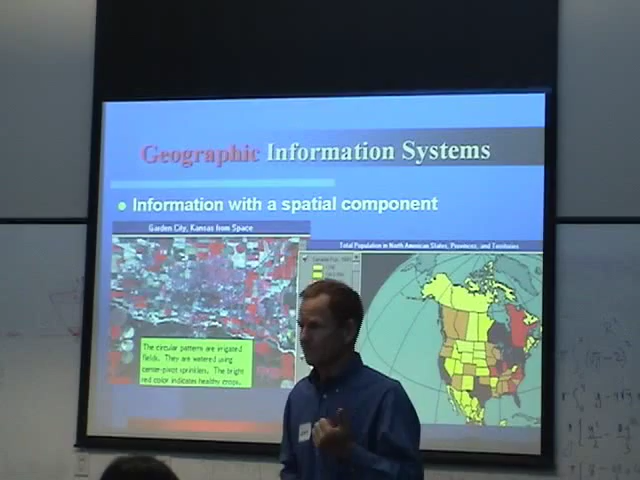 Geographic Information Systems
Information with a spatial component
Garden City, Kansas from Space
Total Population in North American States, Provinces, and Territories
The circular patterns are irrigated
fields. They are watered using
center-pivot sprinklers. The bright
red color indicates healthy crops.